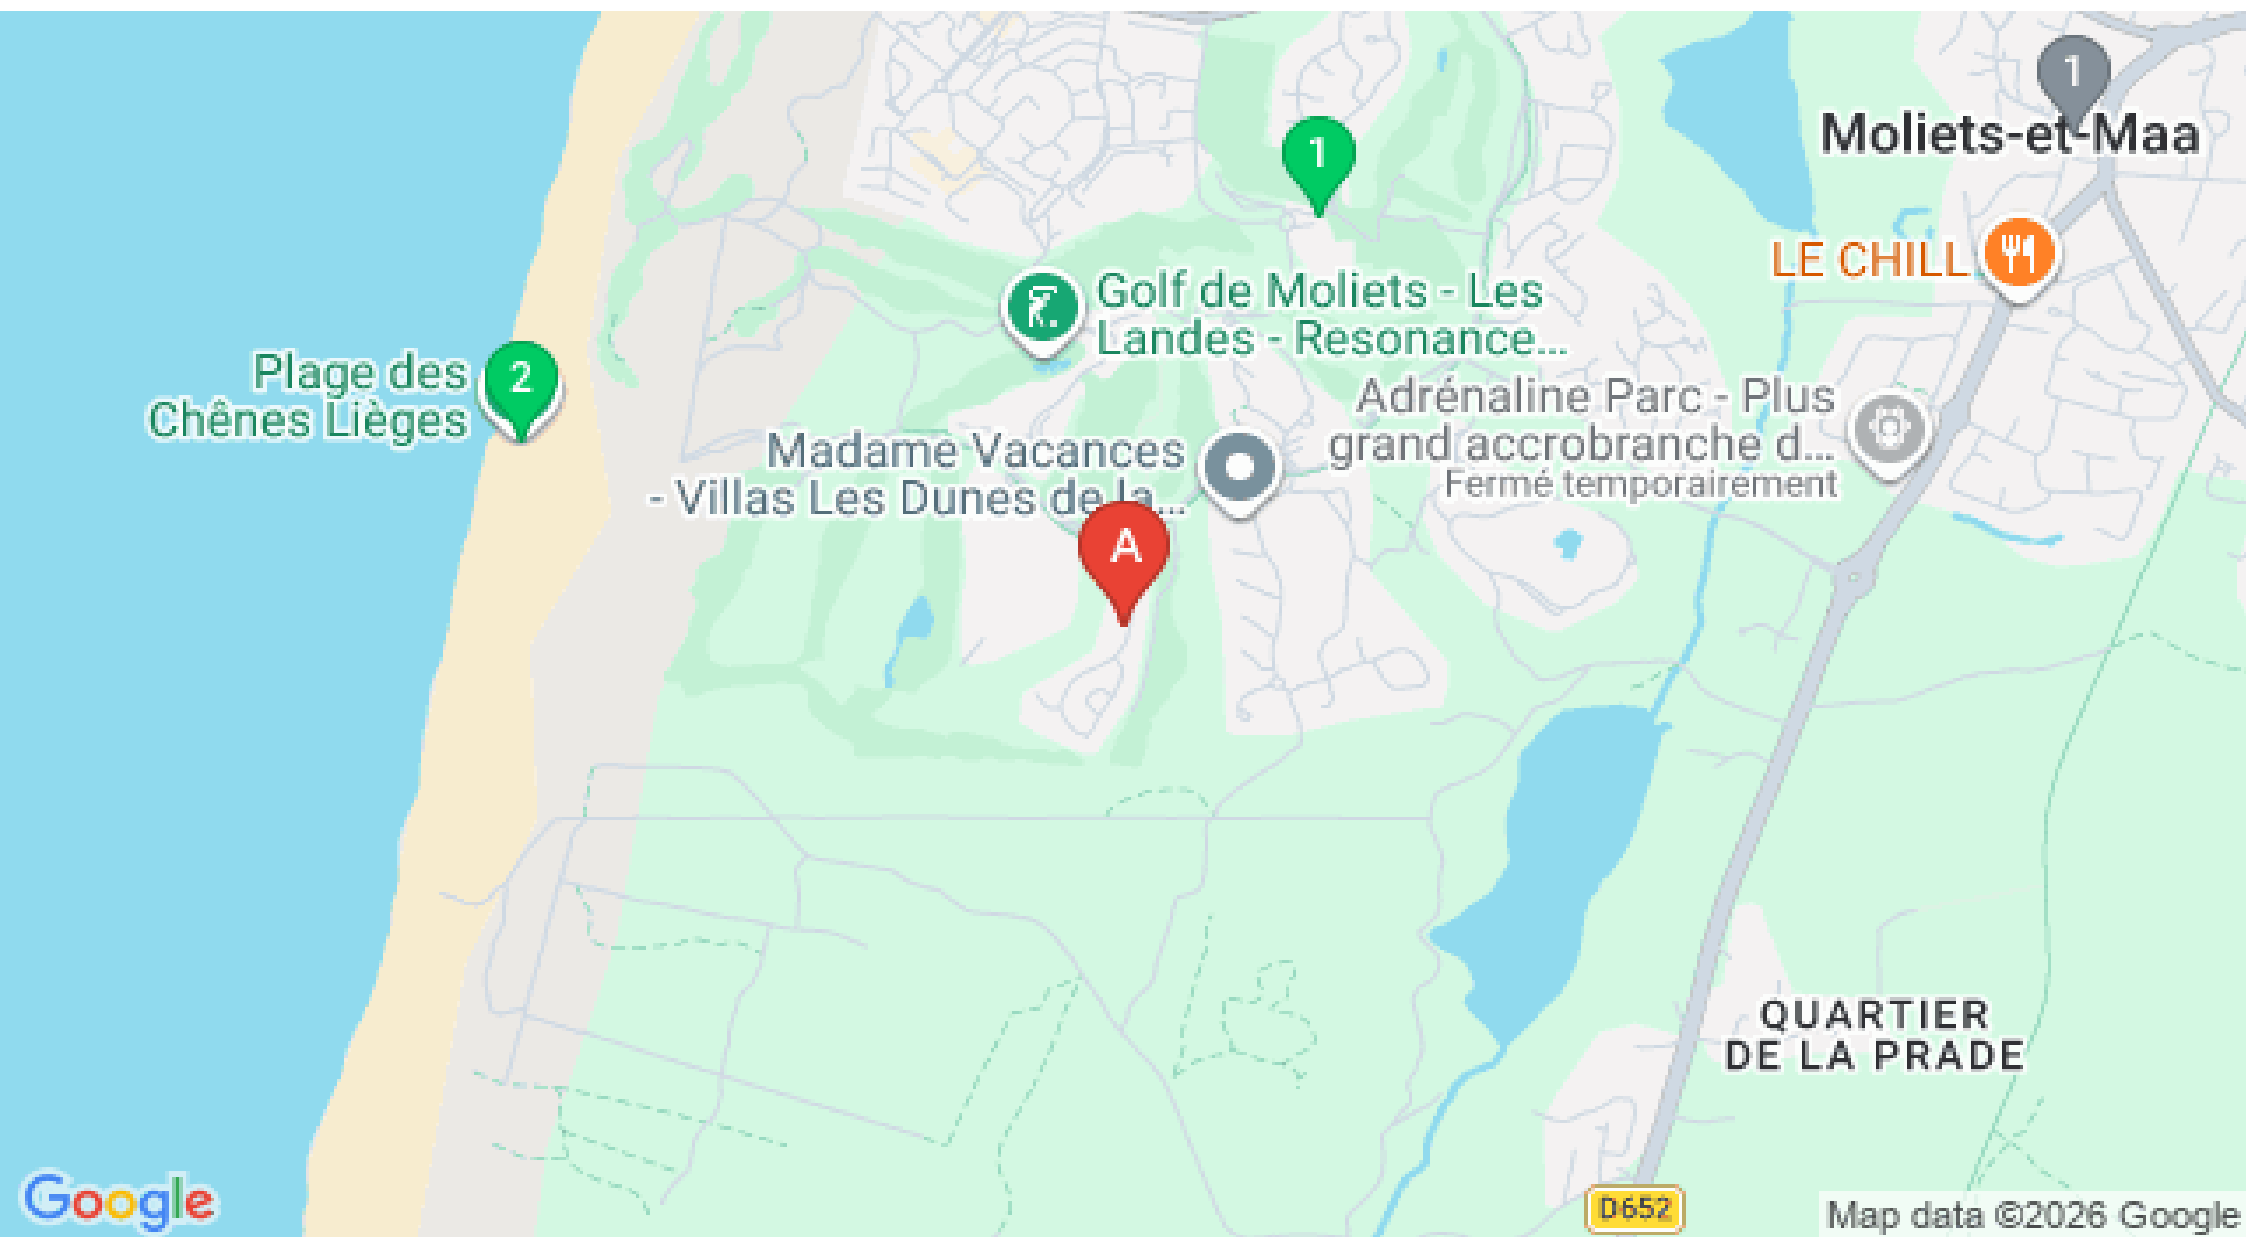 1
Moliets-et-Maa
1
LE CHILL
Golf de Moliets - Les
Landes - Resonance...
Plage des
Chênes Lièges
2
Adrénaline Parc - Plus
grand accrobranche d...
Fermé temporairement
Madame Vacances
- Villas Les Dunes de la...
A
QUARTIER
DE LA PRADE
D652
Google
Map data ©2026 Google